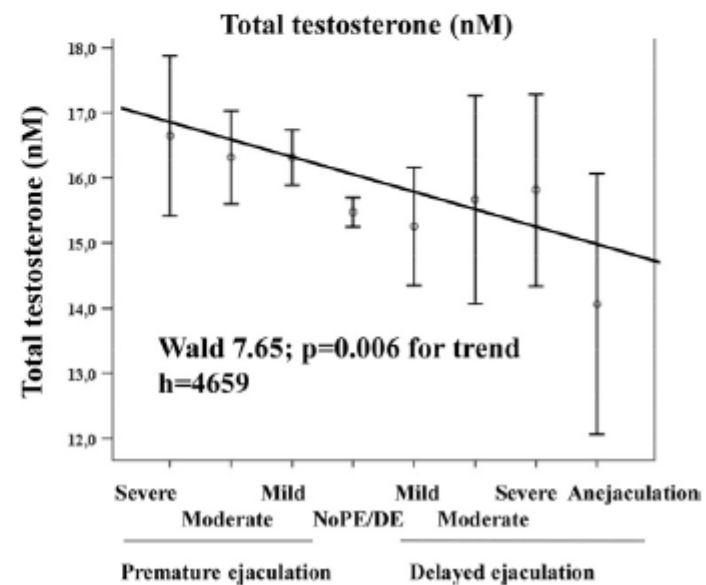 Total testosterone (nM)
Total testosterone (nM)
18,0
17,0
16,0
15,0
14,0
13,0
12,0
Wald 7.65; p=0.006 for trend
h=4659
Severe Mild Mild Severe Anejaculation
Moderate NoPE/DE Moderate
Premature ejaculation Delayed ejaculation